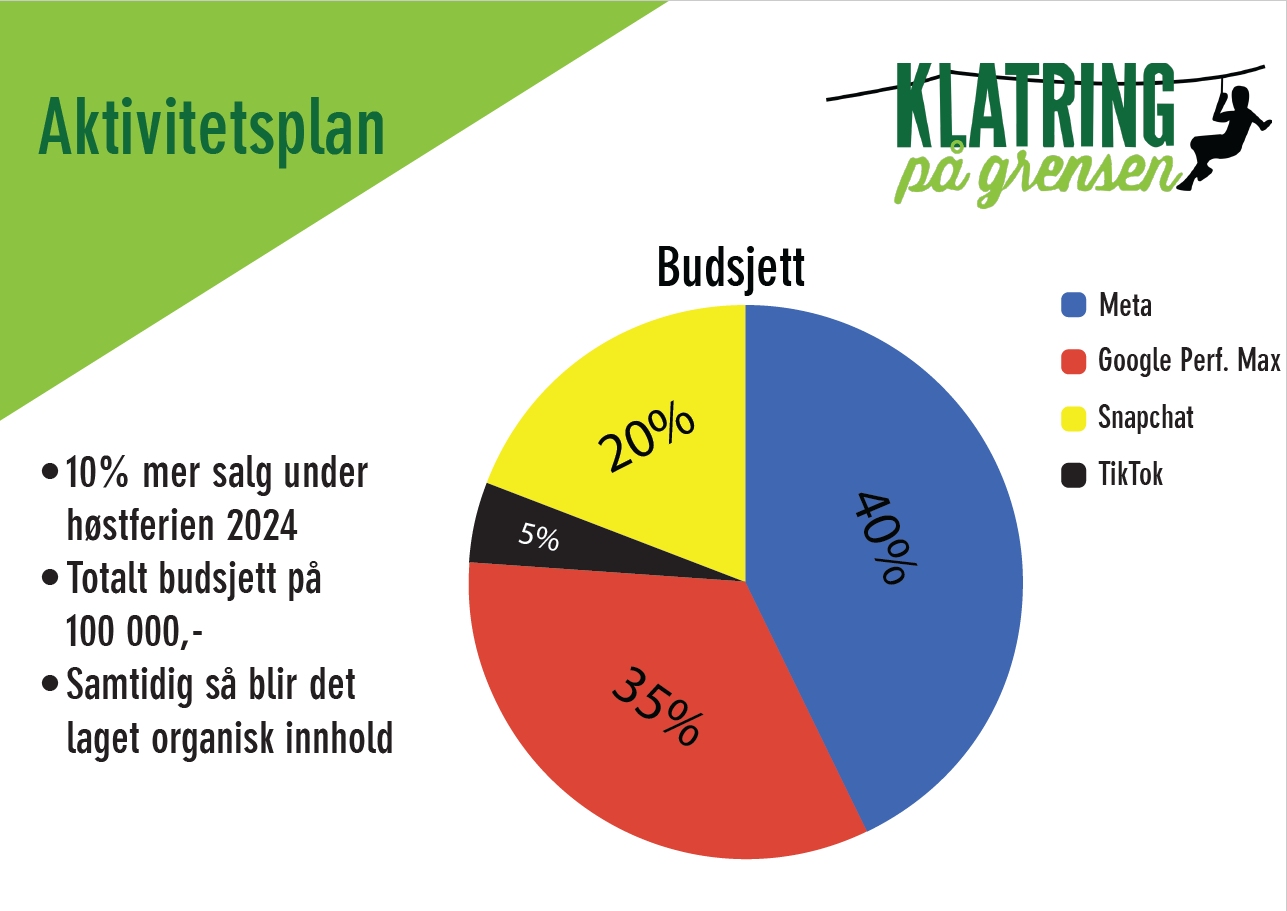 Aktivitetsplan
KLATRING
på grensen
Budsjett
Meta
Google Perf. Max
Snapchat
TikTok
20%
40%
5%
35%
• 10% mer salg under
høstferien 2024
• Totalt budsjett på
100 000,-
• Samtidig så blir det
laget organisk innhold